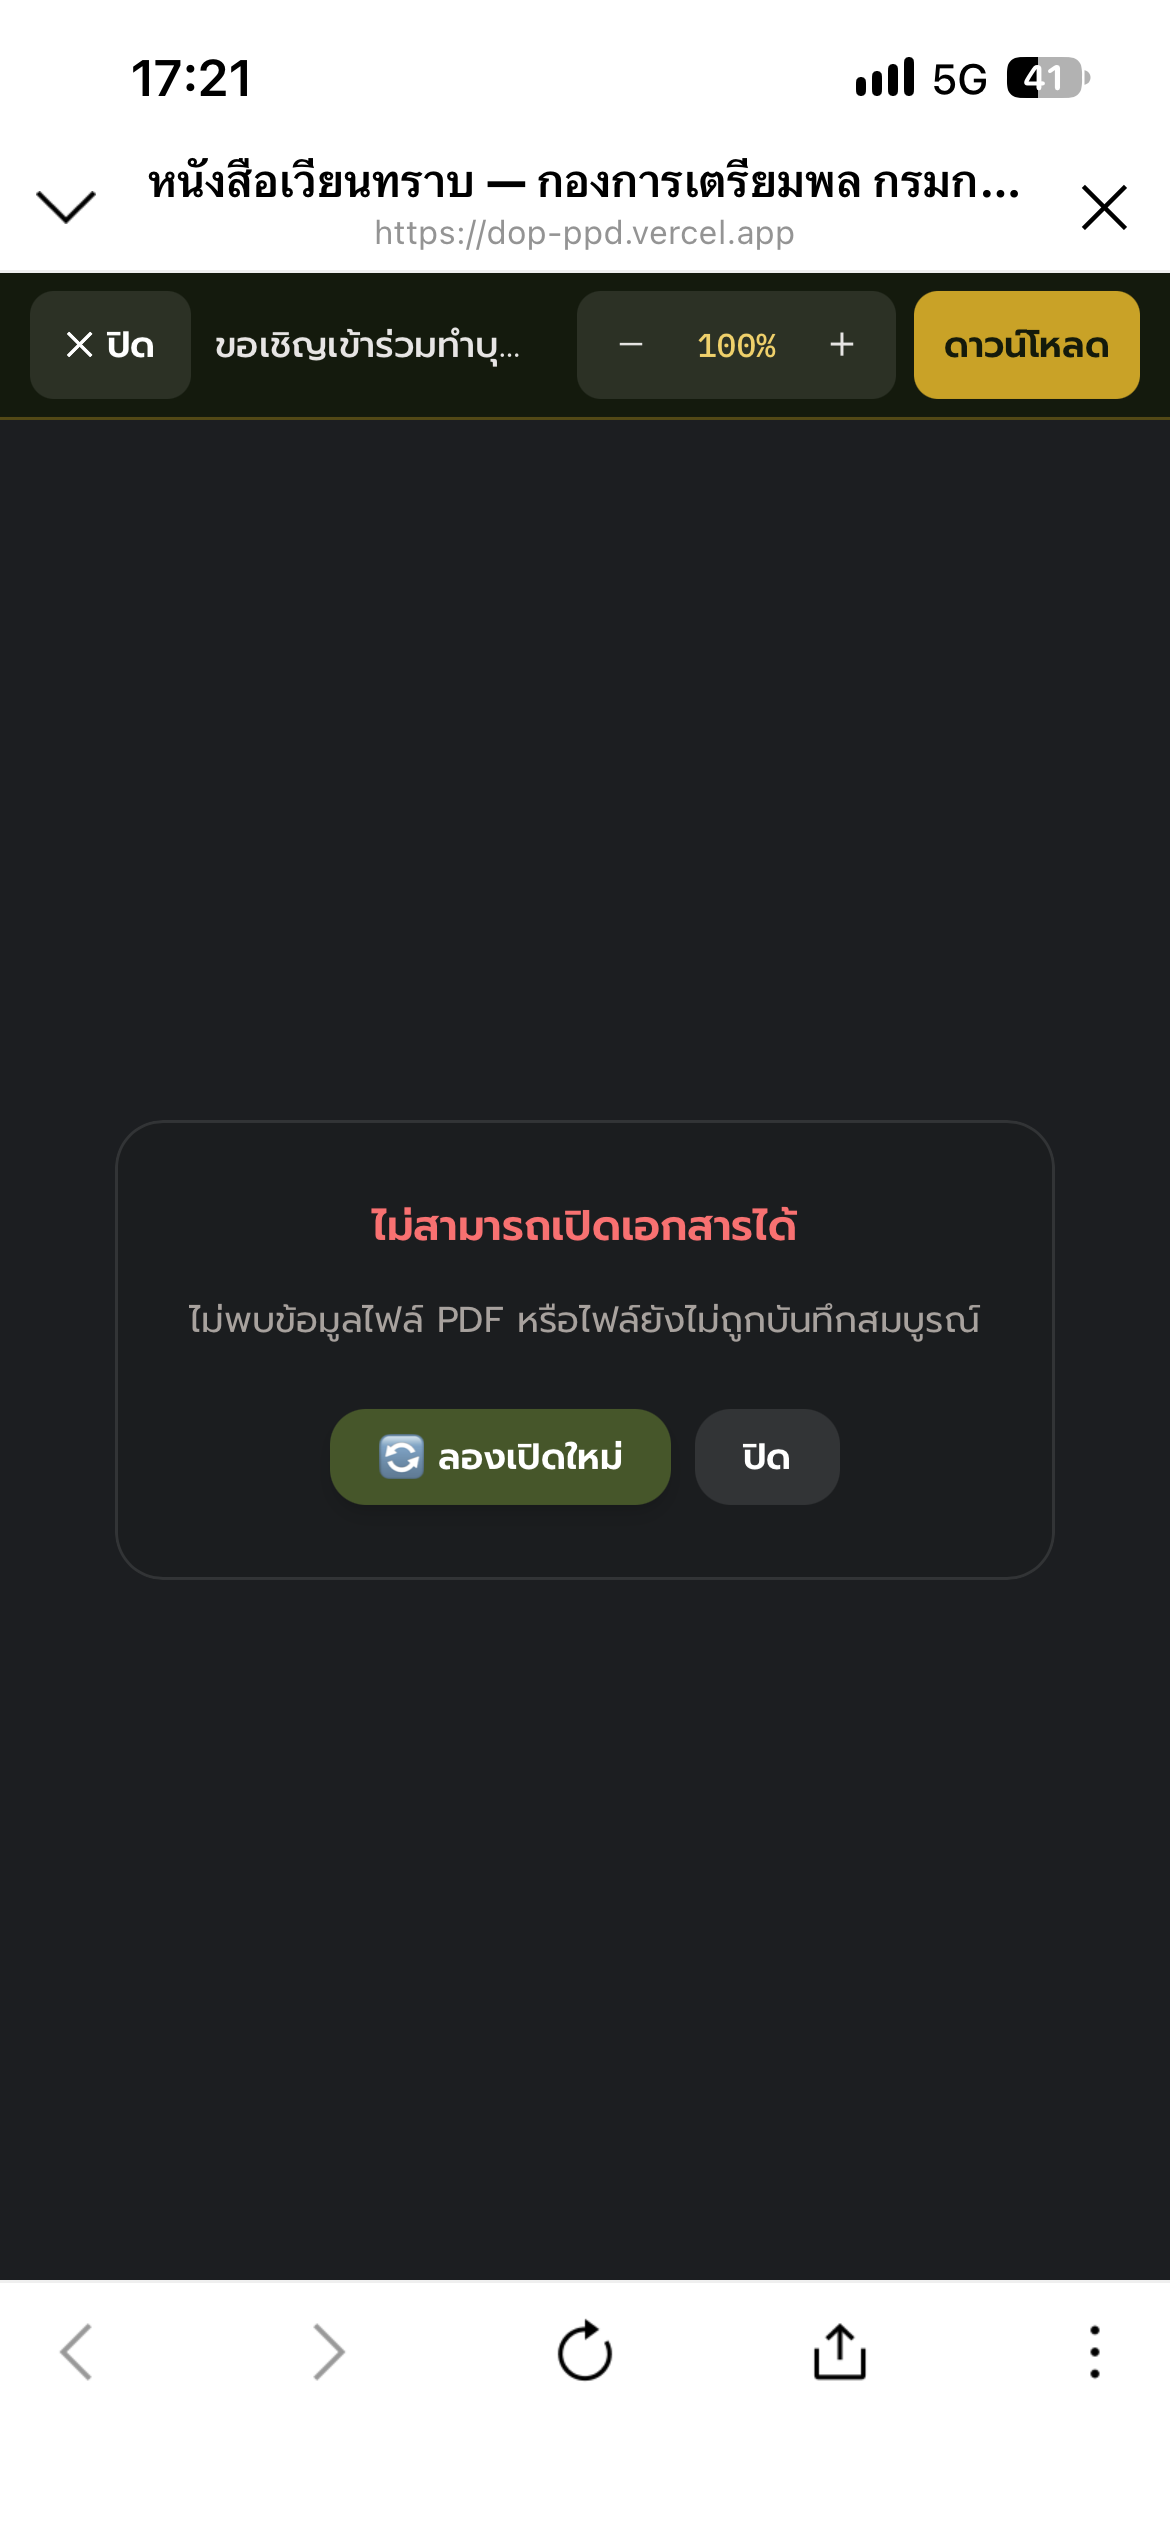 17:21
5G 41
หนังสือเวียนทราบ — กองการเตรียมพล กรมก...
https://dop-ppd.vercel.app
ปิด
ขอเชิญเข้าร่วมทำบุ...
− 100% +
ดาวน์โหลด
ไม่สามารถเปิดเอกสารได้
ไม่พบข้อมูลไฟล์ PDF หรือไฟล์ยังไม่ถูกบันทึกสมบูรณ์
ลองเปิดใหม่
ปิด